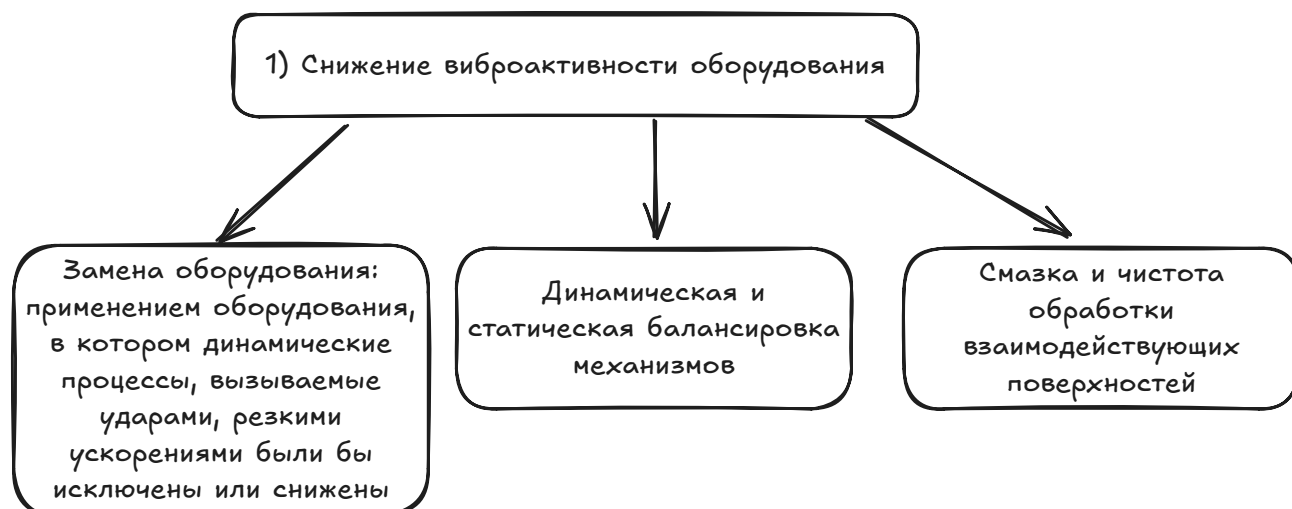 1) Снижение виброактивности оборудования
Замена оборудования:
применением оборудования,
в котором динамические
процессы, вызываемые
ударами, резкими
ускорениями были бы
исключены или снижены
Динамическая и
статическая балансировка
механизмов
Смазка и чистота
обработки
взаимодействующих
поверхностей